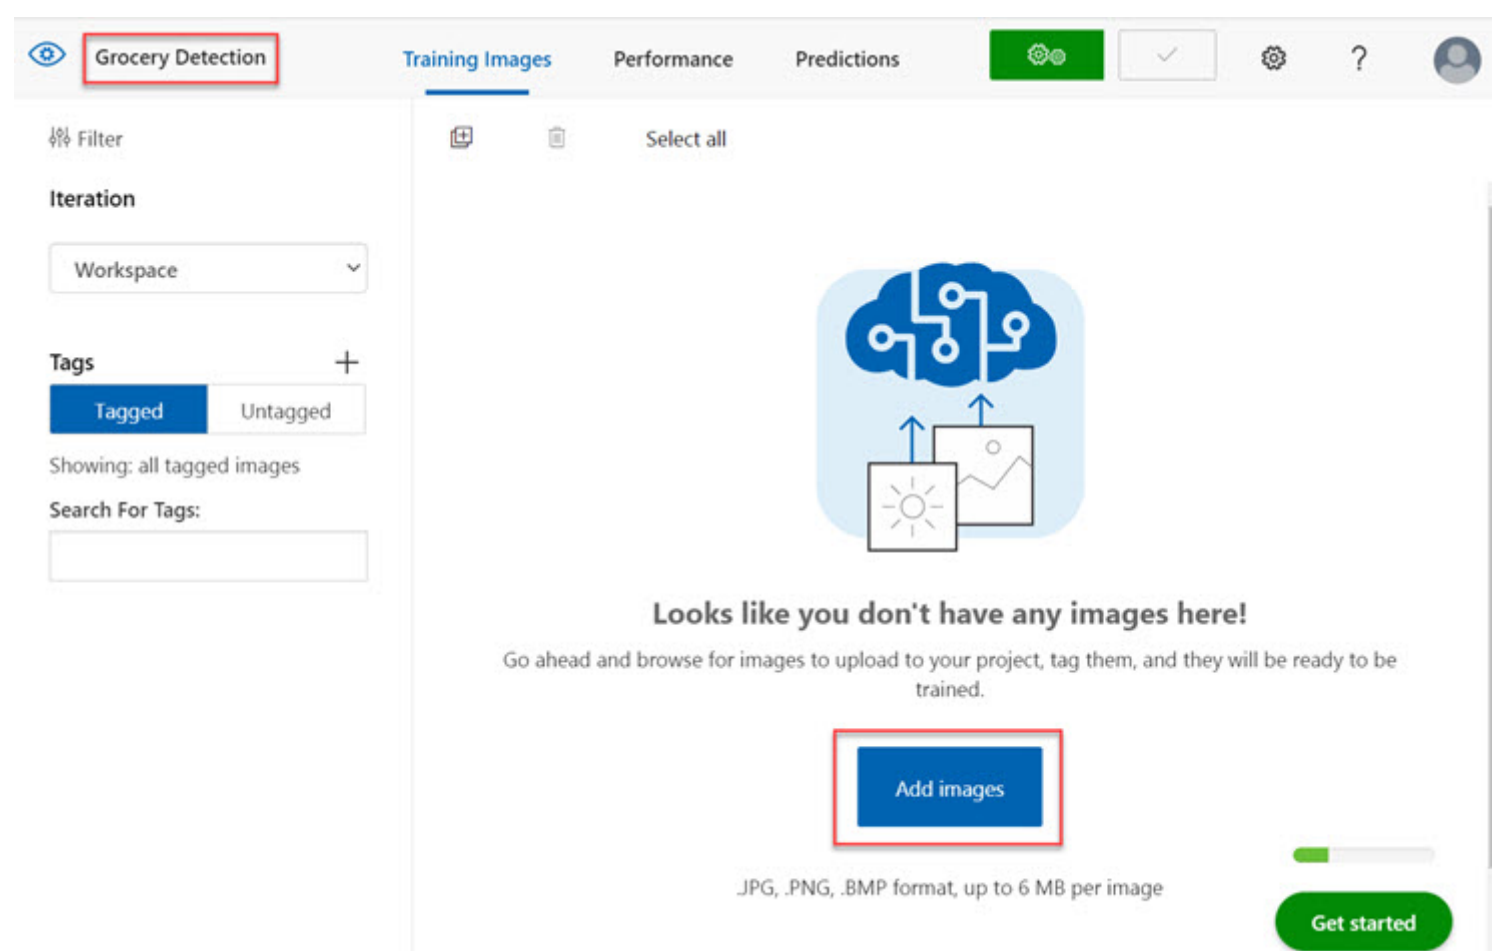 Grocery Detection
Training Images
Performance
Predictions
?
Filter
Select all
Iteration
Workspace
Tags
Tagged
Untagged
Showing: all tagged images
Search For Tags:
Looks like you don't have any images here!
Go ahead and browse for images to upload to your project, tag them, and they will be ready to be
trained.
Add images
.JPG, .PNG, .BMP format, up to 6 MB per image
Get started